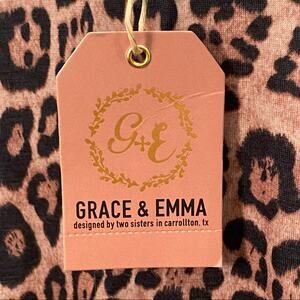 G+E
GRACE & EMMA
designed by two sisters in carrollton, tx